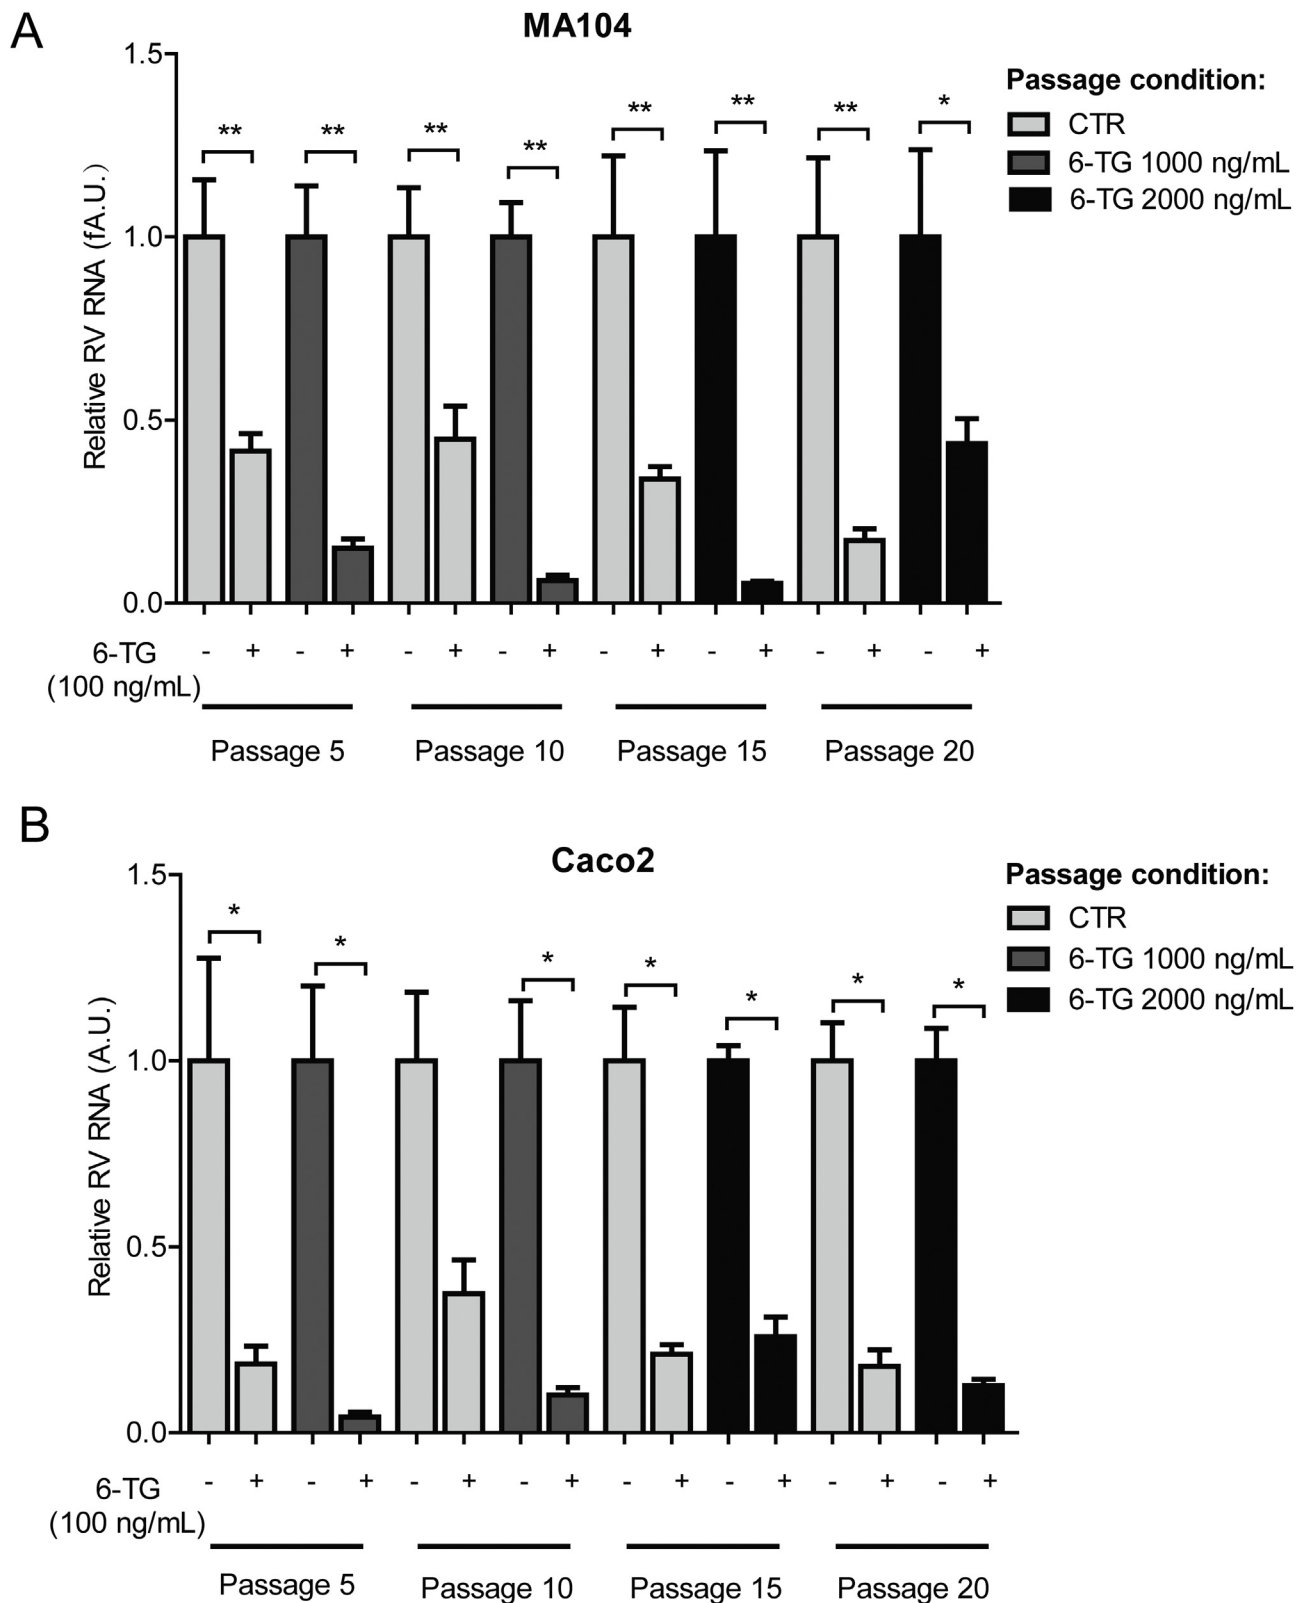 A
MA104
1.5
1.0
0.5
0.0
Relative RV RNA (fA.U.)
** ** ** ** ** ** ** *
Passage condition:
CTR
6-TG 1000 ng/mL
6-TG 2000 ng/mL
6-TG - + - + - + - + - + - + - + - +
(100 ng/mL)
Passage 5 Passage 10 Passage 15 Passage 20
B
Caco2
1.5
1.0
0.5
0.0
Relative RV RNA (A.U.)
* * * * * * *
Passage condition:
CTR
6-TG 1000 ng/mL
6-TG 2000 ng/mL
6-TG - + - + - + - + - + - + - + - +
(100 ng/mL)
Passage 5 Passage 10 Passage 15 Passage 20